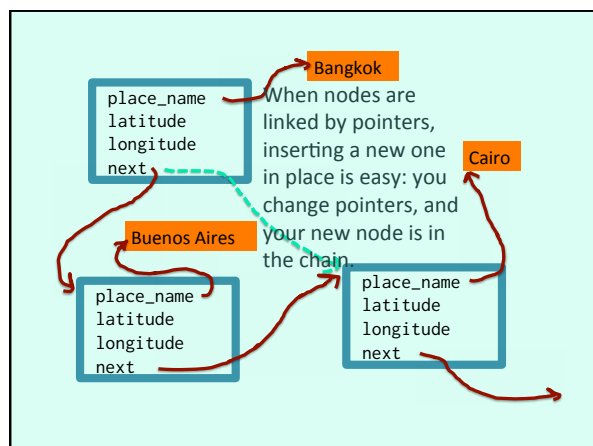 Bangkok
place_name
latitude
longitude
next
When nodes are
linked by pointers,
inserting a new one
in place is easy: you
change pointers, and
your new node is in
the chain.
Cairo
Buenos Aires
place_name
latitude
longitude
next
place_name
latitude
longitude
next